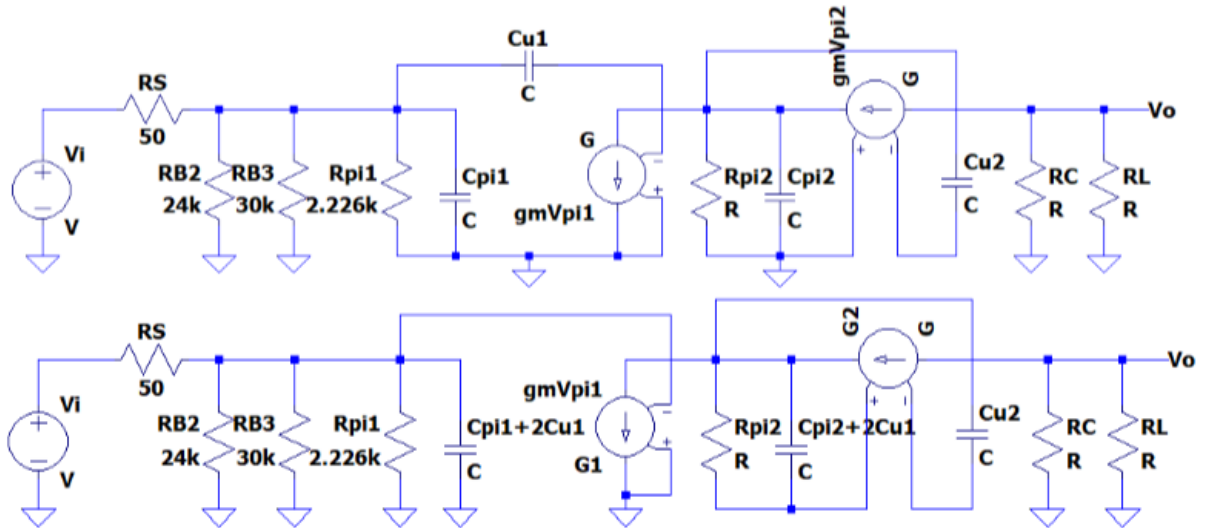 Cu1
C
gmVpi2
G
RS
50
Vo
Vi
V
RB2
24k
RB3
30k
Rpi1
2.226k
Cpi1
C
G
gmVpi1
Rpi2
R
Cpi2
C
Cu2
C
RC
R
RL
R
+
−
−
+
+
−
RS
50
G2
G
Vo
Vi
V
RB2
24k
RB3
30k
Rpi1
2.226k
Cpi1+2Cu1
C
gmVpi1
G1
Rpi2
R
Cpi2+2Cu1
C
Cu2
C
RC
R
RL
R
+
−
−
+
+
−